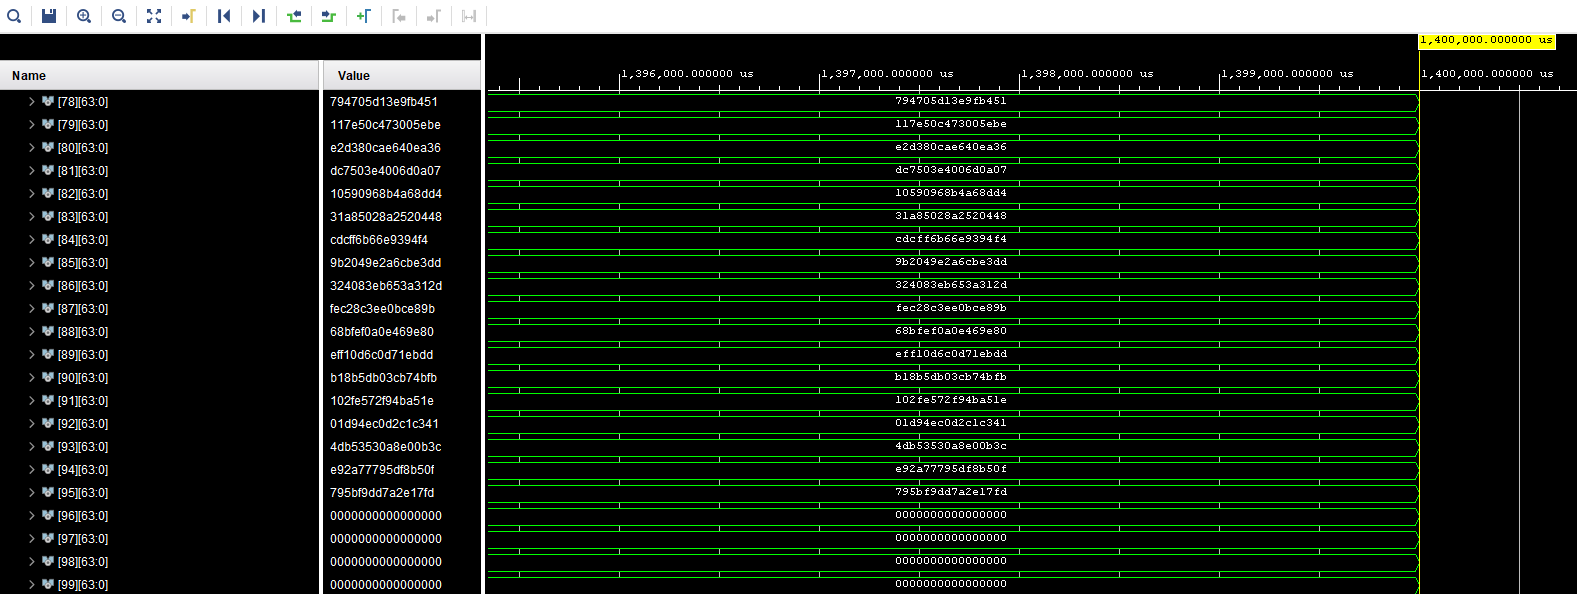 1,400,000.000000 us
Name Value 1,396,000.000000 us 1,397,000.000000 us 1,398,000.000000 us 1,399,000.000000 us 1,400,000.000000 us
[78][63:0] 794705d13e9fb451 794705d13e9fb451
[79][63:0] 117e50c473005ebe 117e50c473005ebe
[80][63:0] e2d380cae640ea36 e2d380cae640ea36
[81][63:0] dc7503e4006d0a07 dc7503e4006d0a07
[82][63:0] 10590968b4a68dd4 10590968b4a68dd4
[83][63:0] 31a85028a2520448 31a85028a2520448
[84][63:0] cdcff6b66e9394f4 cdcff6b66e9394f4
[85][63:0] 9b2049e2a6cbe3dd 9b2049e2a6cbe3dd
[86][63:0] 324083eb653a312d 324083eb653a312d
[87][63:0] fec28c3ee0bce89b fec28c3ee0bce89b
[88][63:0] 68bfef0a0e469e80 68bfef0a0e469e80
[89][63:0] eff10d6c0d71ebdd eff10d6c0d71ebdd
[90][63:0] b18b5db03cb74bfb b18b5db03cb74bfb
[91][63:0] 102fe572f94ba51e 102fe572f94ba51e
[92][63:0] 01d94ec0d2c1c341 01d94ec0d2c1c341
[93][63:0] 4db53530a8e00b3c 4db53530a8e00b3c
[94][63:0] e92a77795df8b50f e92a77795df8b50f
[95][63:0] 795bf9dd7a2e17fd 795bf9dd7a2e17fd
[96][63:0] 0000000000000000 0000000000000000
[97][63:0] 0000000000000000 0000000000000000
[98][63:0] 0000000000000000 0000000000000000
[99][63:0] 0000000000000000 0000000000000000